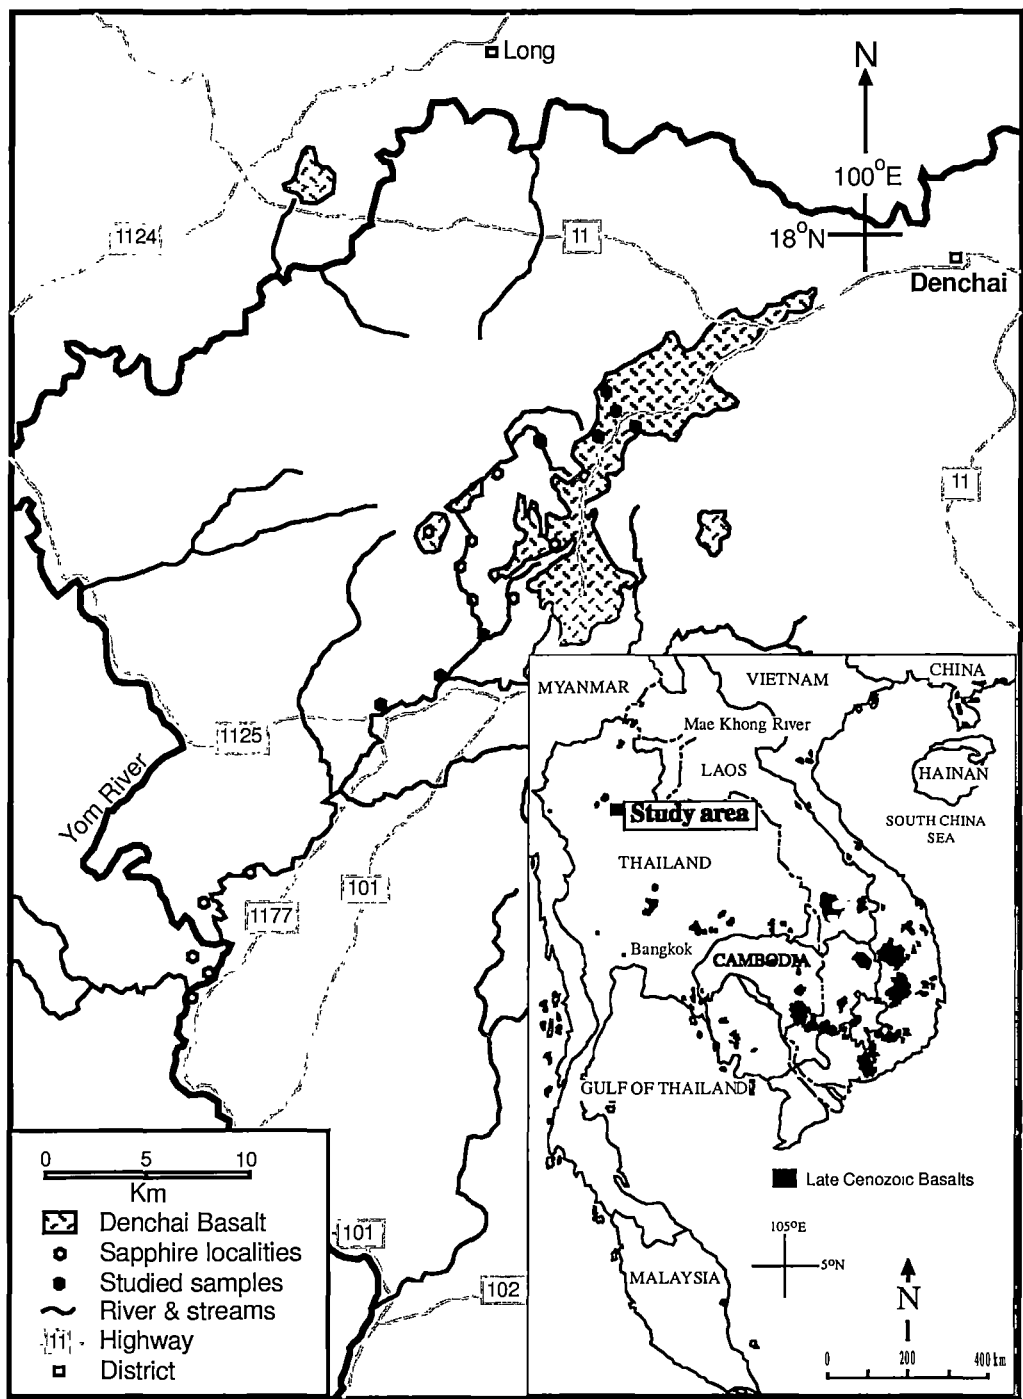 Long
N
100°E
1124
11
18°N
Denchai
11
MYANMAR
VIETNAM
CHINA
Mae Khong River
1125
LAOS
HAINAN
Yom River
Study area
SOUTH CHINA
SEA
THAILAND
101
1177
Bangkok
CAMBODIA
GULF OF THAILAND
0 5 10
Km
Late Cenozoic Basalts
Denchai Basalt
101
105°E
Sapphire localities
5°N
Studied samples
MALAYSIA
102
N
River & streams
11 Highway
0 200 400 km
District